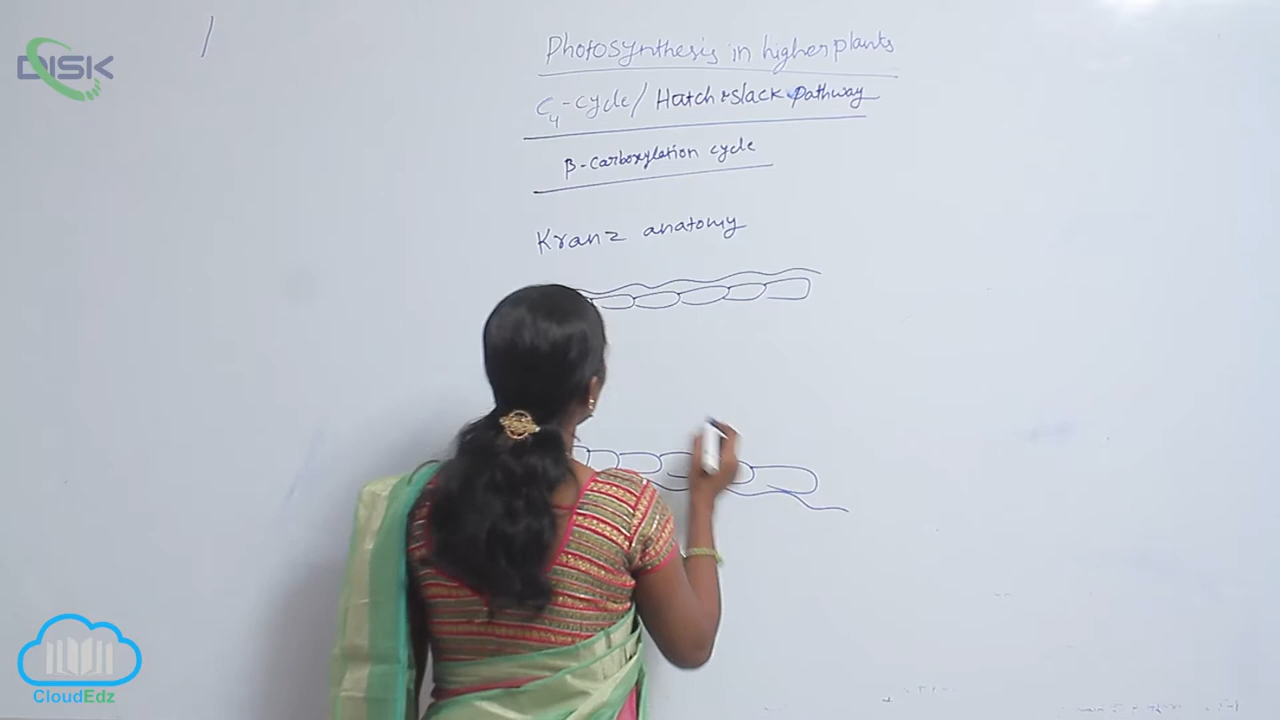 DISK
Photosynthesis in higher plants
C4-cycle/ Hatch & slack pathway
β-carboxylation cycle
Kranz anatomy
CloudEdz